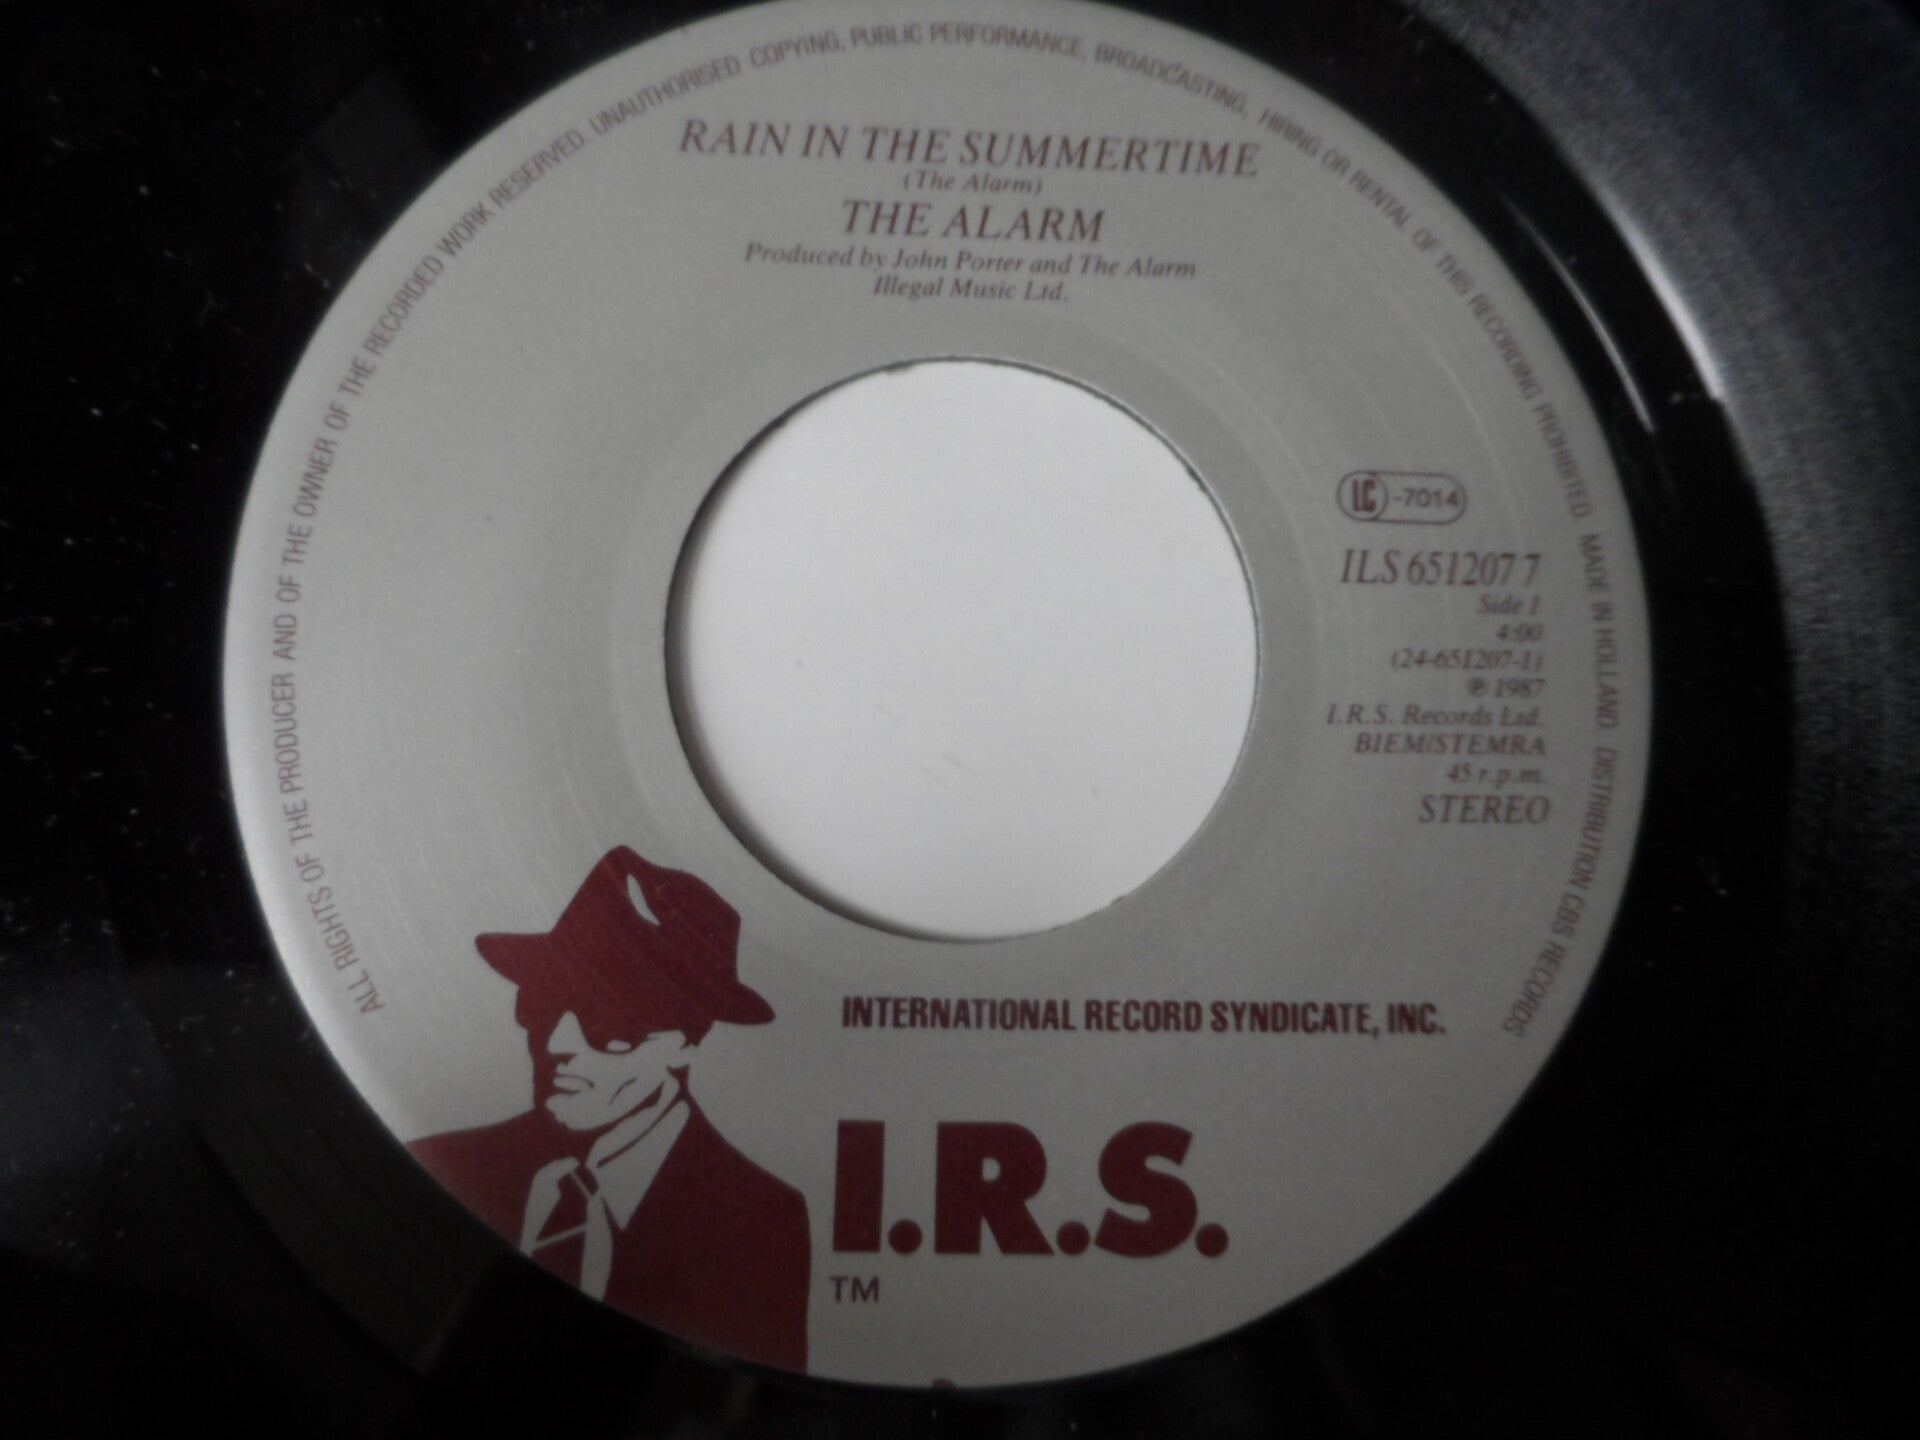 ALL RIGHTS OF THE PRODUCER AND OF THE OWNER OF THE RECORDED WORK RESERVED UNAUTHORISED COPYING, PUBLIC PERFORMANCE, BROADCASTING, HIRING OR RENTAL OF THIS RECORDING PROHIBITED. MADE IN HOLLAND. DISTRIBUTION CBS RECORDS
RAIN IN THE SUMMERTIME
(The Alarm)
THE ALARM
Produced by John Porter and The Alarm
Illegal Music Ltd.
LC-7014
ILS 651207 7
Side 1
4:00
(24-651207-1)
℗ 1987
I.R.S. Records Ltd.
BIEM/STEMRA
45 r.p.m.
STEREO
INTERNATIONAL RECORD SYNDICATE, INC.
I.R.S.
TM